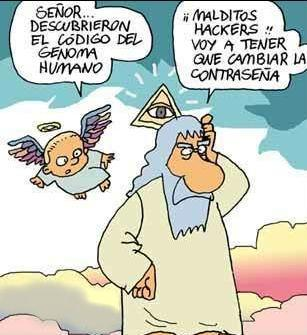 SEÑOR...
DESCUBRIERON
EL CÓDIGO DEL
GENOMA
HUMANO
¡¡MALDITOS
HACKERS!!
VOY A TENER
QUE CAMBIAR LA
CONTRASEÑA